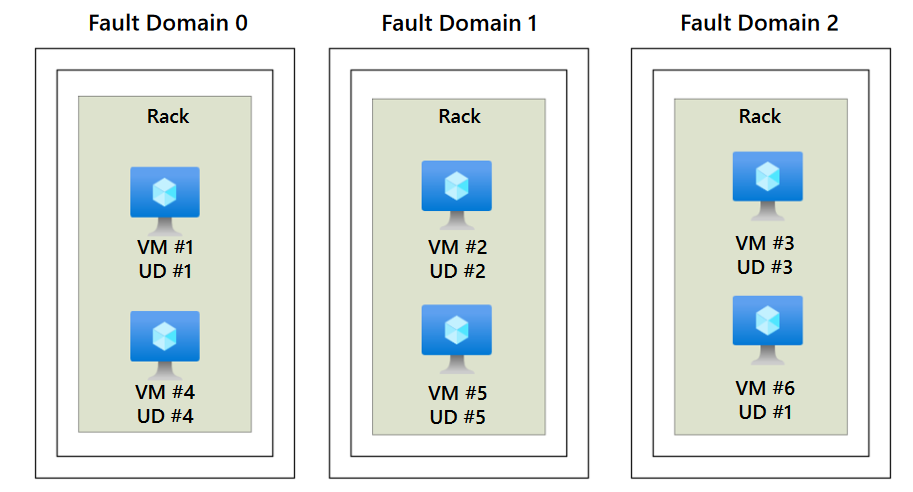 Fault Domain 0
Fault Domain 1
Fault Domain 2
Rack
VM #1
UD #1
VM #4
UD #4
Rack
VM #2
UD #2
VM #5
UD #5
Rack
VM #3
UD #3
VM #6
UD #1